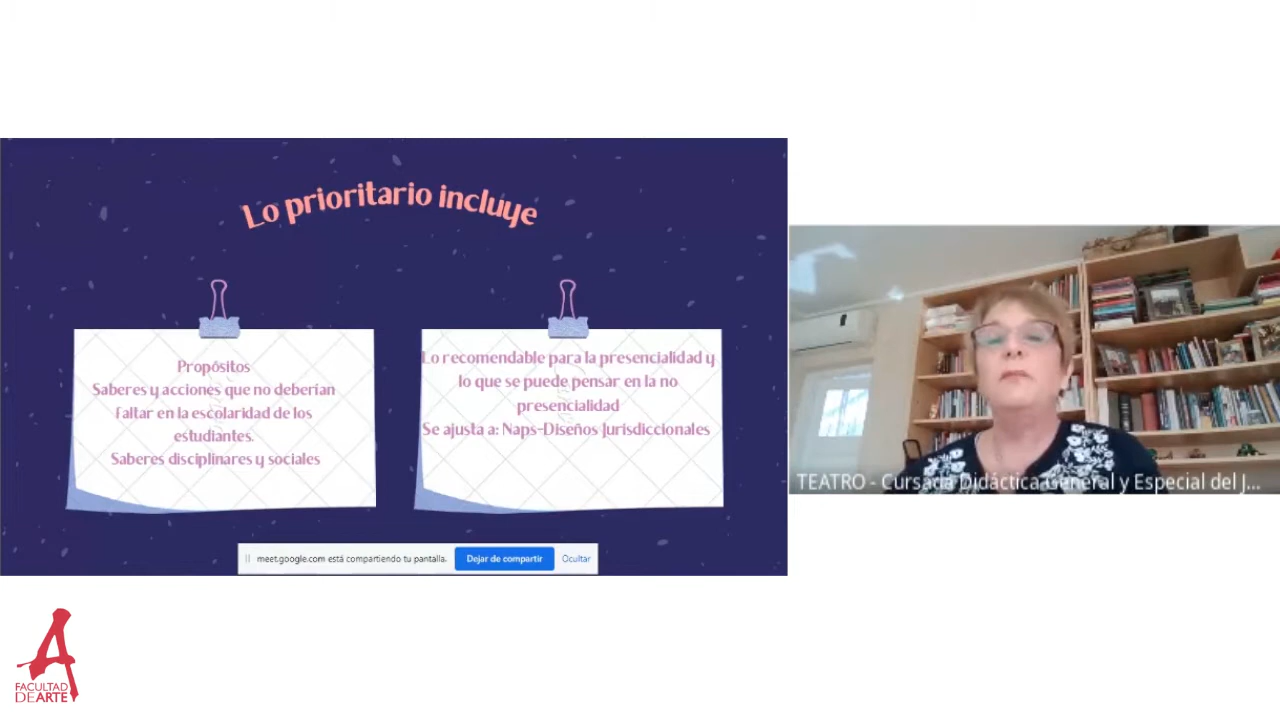 Lo prioritario incluye
Propósitos
Saberes y acciones que no deberían
faltar en la escolaridad de los
estudiantes.
Saberes disciplinares y sociales
Lo recomendable para la presencialidad y
lo que se puede pensar en la no
presencialidad
Se ajusta a: Naps-Diseños Jurisdiccionales
meet.google.com está compartiendo tu pantalla.
Dejar de compartir
Ocultar
TEATRO - Cursada Didáctica General y Especial del J...
FACULTAD
DE ARTE